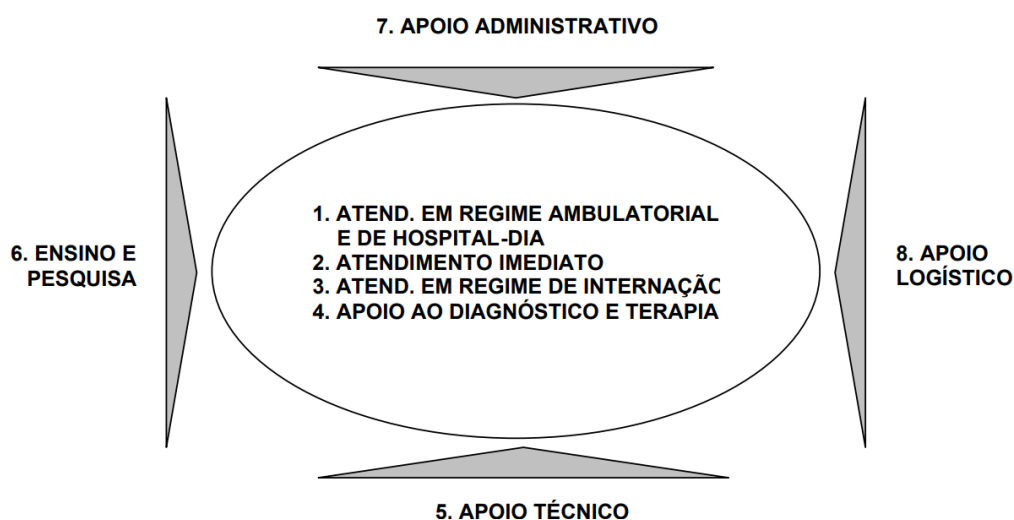 7. APOIO ADMINISTRATIVO
1. ATEND. EM REGIME AMBULATORIAL
E DE HOSPITAL-DIA
2. ATENDIMENTO IMEDIATO
3. ATEND. EM REGIME DE INTERNAÇÃO
4. APOIO AO DIAGNÓSTICO E TERAPIA
6. ENSINO E
PESQUISA
8. APOIO
LOGÍSTICO
5. APOIO TÉCNICO